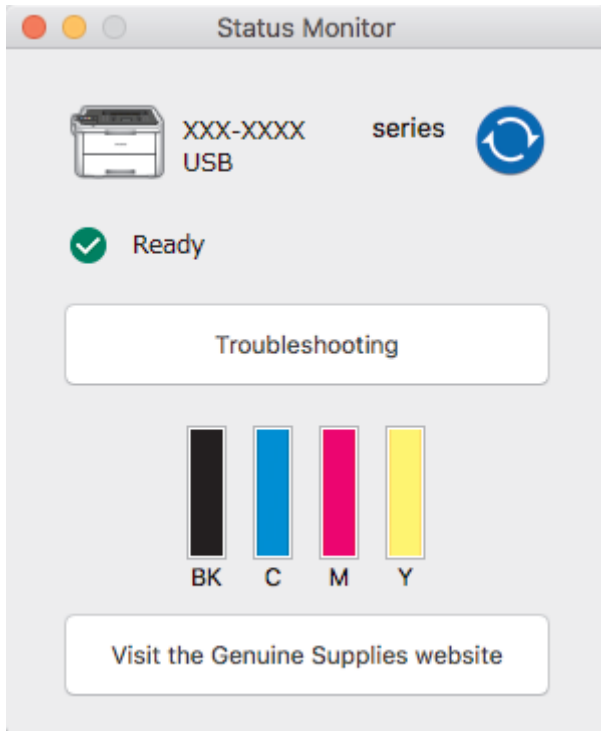 Status Monitor
XXX-XXXX series
USB
Ready
Troubleshooting
BK C M Y
Visit the Genuine Supplies website